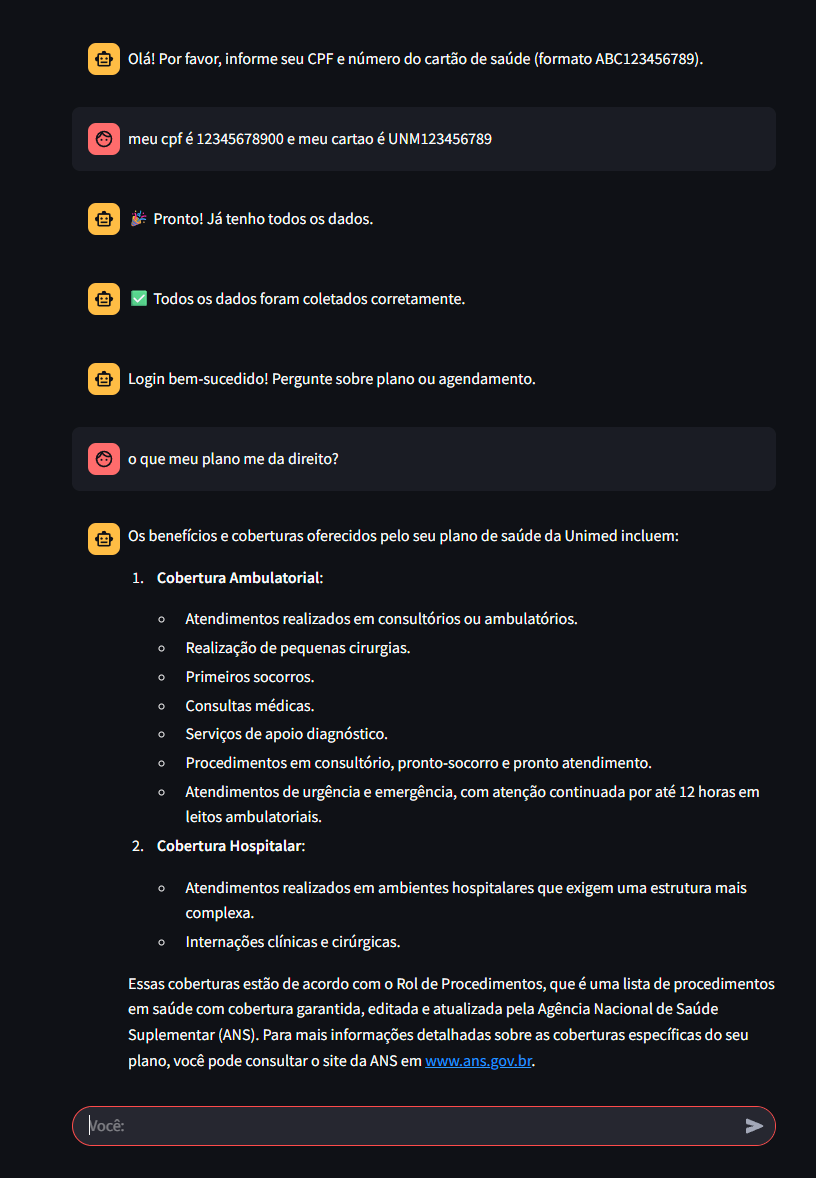 Olá! Por favor, informe seu CPF e número do cartão de saúde (formato ABC123456789).
meu cpf é 12345678900 e meu cartao é UNM123456789
🎉 Pronto! Já tenho todos os dados.
✅ Todos os dados foram coletados corretamente.
Login bem-sucedido! Pergunte sobre plano ou agendamento.
o que meu plano me da direito?
Os benefícios e coberturas oferecidos pelo seu plano de saúde da Unimed incluem:
1. Cobertura Ambulatorial:
◦ Atendimentos realizados em consultórios ou ambulatórios.
◦ Realização de pequenas cirurgias.
◦ Primeiros socorros.
◦ Consultas médicas.
◦ Serviços de apoio diagnóstico.
◦ Procedimentos em consultório, pronto-socorro e pronto atendimento.
◦ Atendimentos de urgência e emergência, com atenção continuada por até 12 horas em
leitos ambulatoriais.
2. Cobertura Hospitalar:
◦ Atendimentos realizados em ambientes hospitalares que exigem uma estrutura mais
complexa.
◦ Internações clínicas e cirúrgicas.
Essas coberturas estão de acordo com o Rol de Procedimentos, que é uma lista de procedimentos
em saúde com cobertura garantida, editada e atualizada pela Agência Nacional de Saúde
Suplementar (ANS). Para mais informações detalhadas sobre as coberturas específicas do seu
plano, você pode consultar o site da ANS em www.ans.gov.br.
Você: